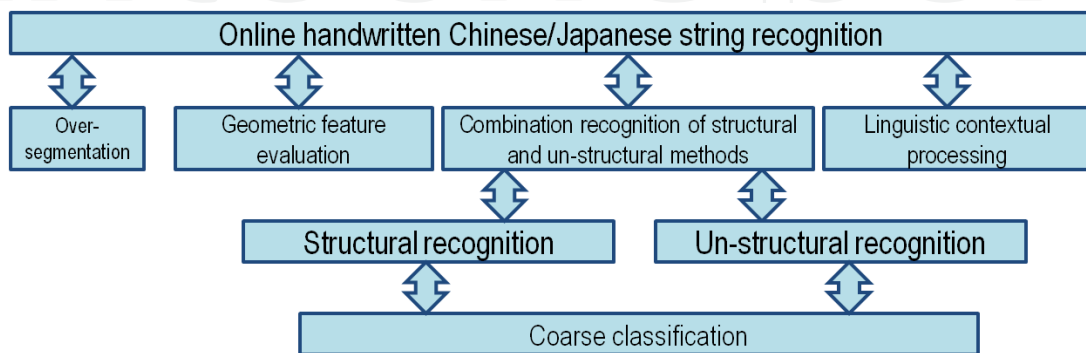 Online handwritten Chinese/Japanese string recognition
Over-
segmentation
Geometric feature
evaluation
Combination recognition of structural
and un-structural methods
Linguistic contextual
processing
Structural recognition
Un-structural recognition
Coarse classification